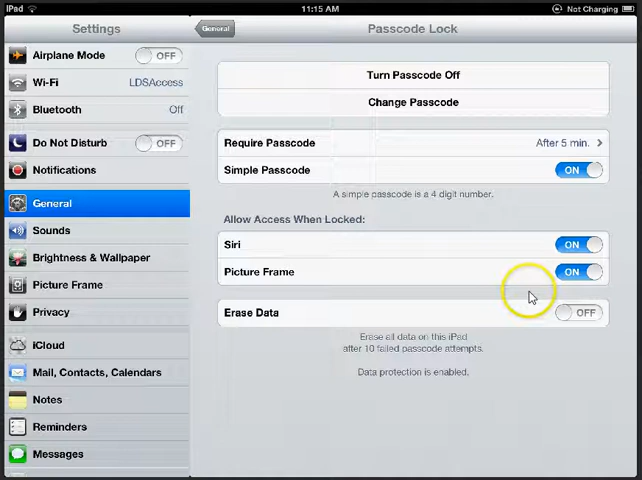 iPad
11:15 AM
Not Charging
Settings
General
Passcode Lock
Airplane Mode
OFF
Wi-Fi
LDSAccess
Bluetooth
Off
Do Not Disturb
OFF
Notifications
General
Sounds
Brightness & Wallpaper
Picture Frame
Privacy
iCloud
Mail, Contacts, Calendars
Notes
Reminders
Messages
Turn Passcode Off
Change Passcode
Require Passcode
After 5 min.
Simple Passcode
ON
A simple passcode is a 4 digit number.
Allow Access When Locked:
Siri
ON
Picture Frame
ON
Erase Data
OFF
Erase all data on this iPad
after 10 failed passcode attempts.
Data protection is enabled.